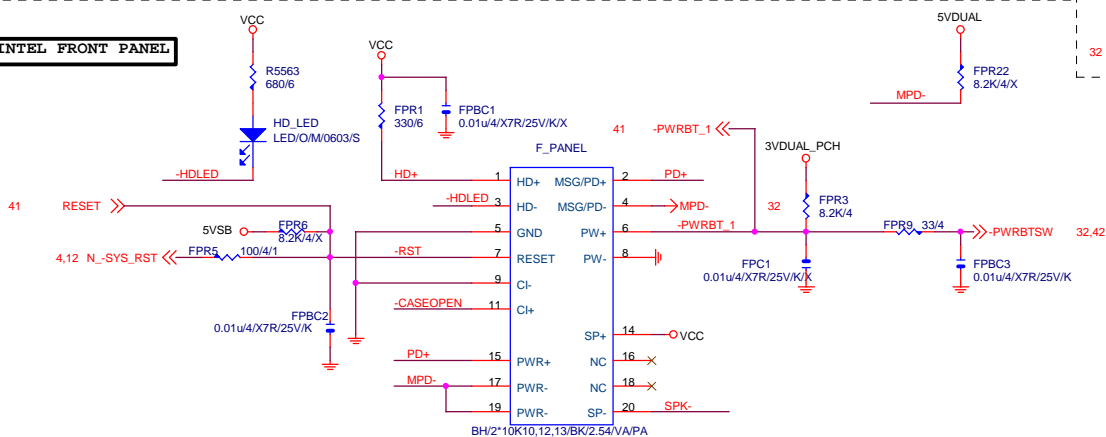 INTEL FRONT PANEL
VCC
R5563
680/6
HD_LED
LED/O/M/0603/S
-HDLED
VCC
FPR1
330/6
FPBC1
0.01u/4/X7R/25V/K/X
5VDUAL
FPR22
8.2K/4/X
MPD-
32
41 -PWRBT_1
3VDUAL_PCH
FPR3
8.2K/4
32
F_PANEL
HD+ 1 HD+ MSG/PD+ 2 PD+
-HDLED 3 HD- MSG/PD- 4 MPD-
5 GND PW+ 6 -PWRBT_1
-RST 7 RESET PW- 8
9 CI-
-CASEOPEN 11 CI+
SP+ 14 VCC
PD+ 15 PWR+ NC 16
MPD- 17 PWR- NC 18
19 PWR- SP- 20 SPK-
BH/2*10K10,12,13/BK/2.54/VA/PA
41 RESET
5VSB
FPR6
8.2K/4/X
4,12 N_-SYS_RST
FPR5 100/4/1
FPBC2
0.01u/4/X7R/25V/K
FPR9 33/4
-PWRBTSW 32,42
FPC1
0.01u/4/X7R/25V/K/X
FPBC3
0.01u/4/X7R/25V/K